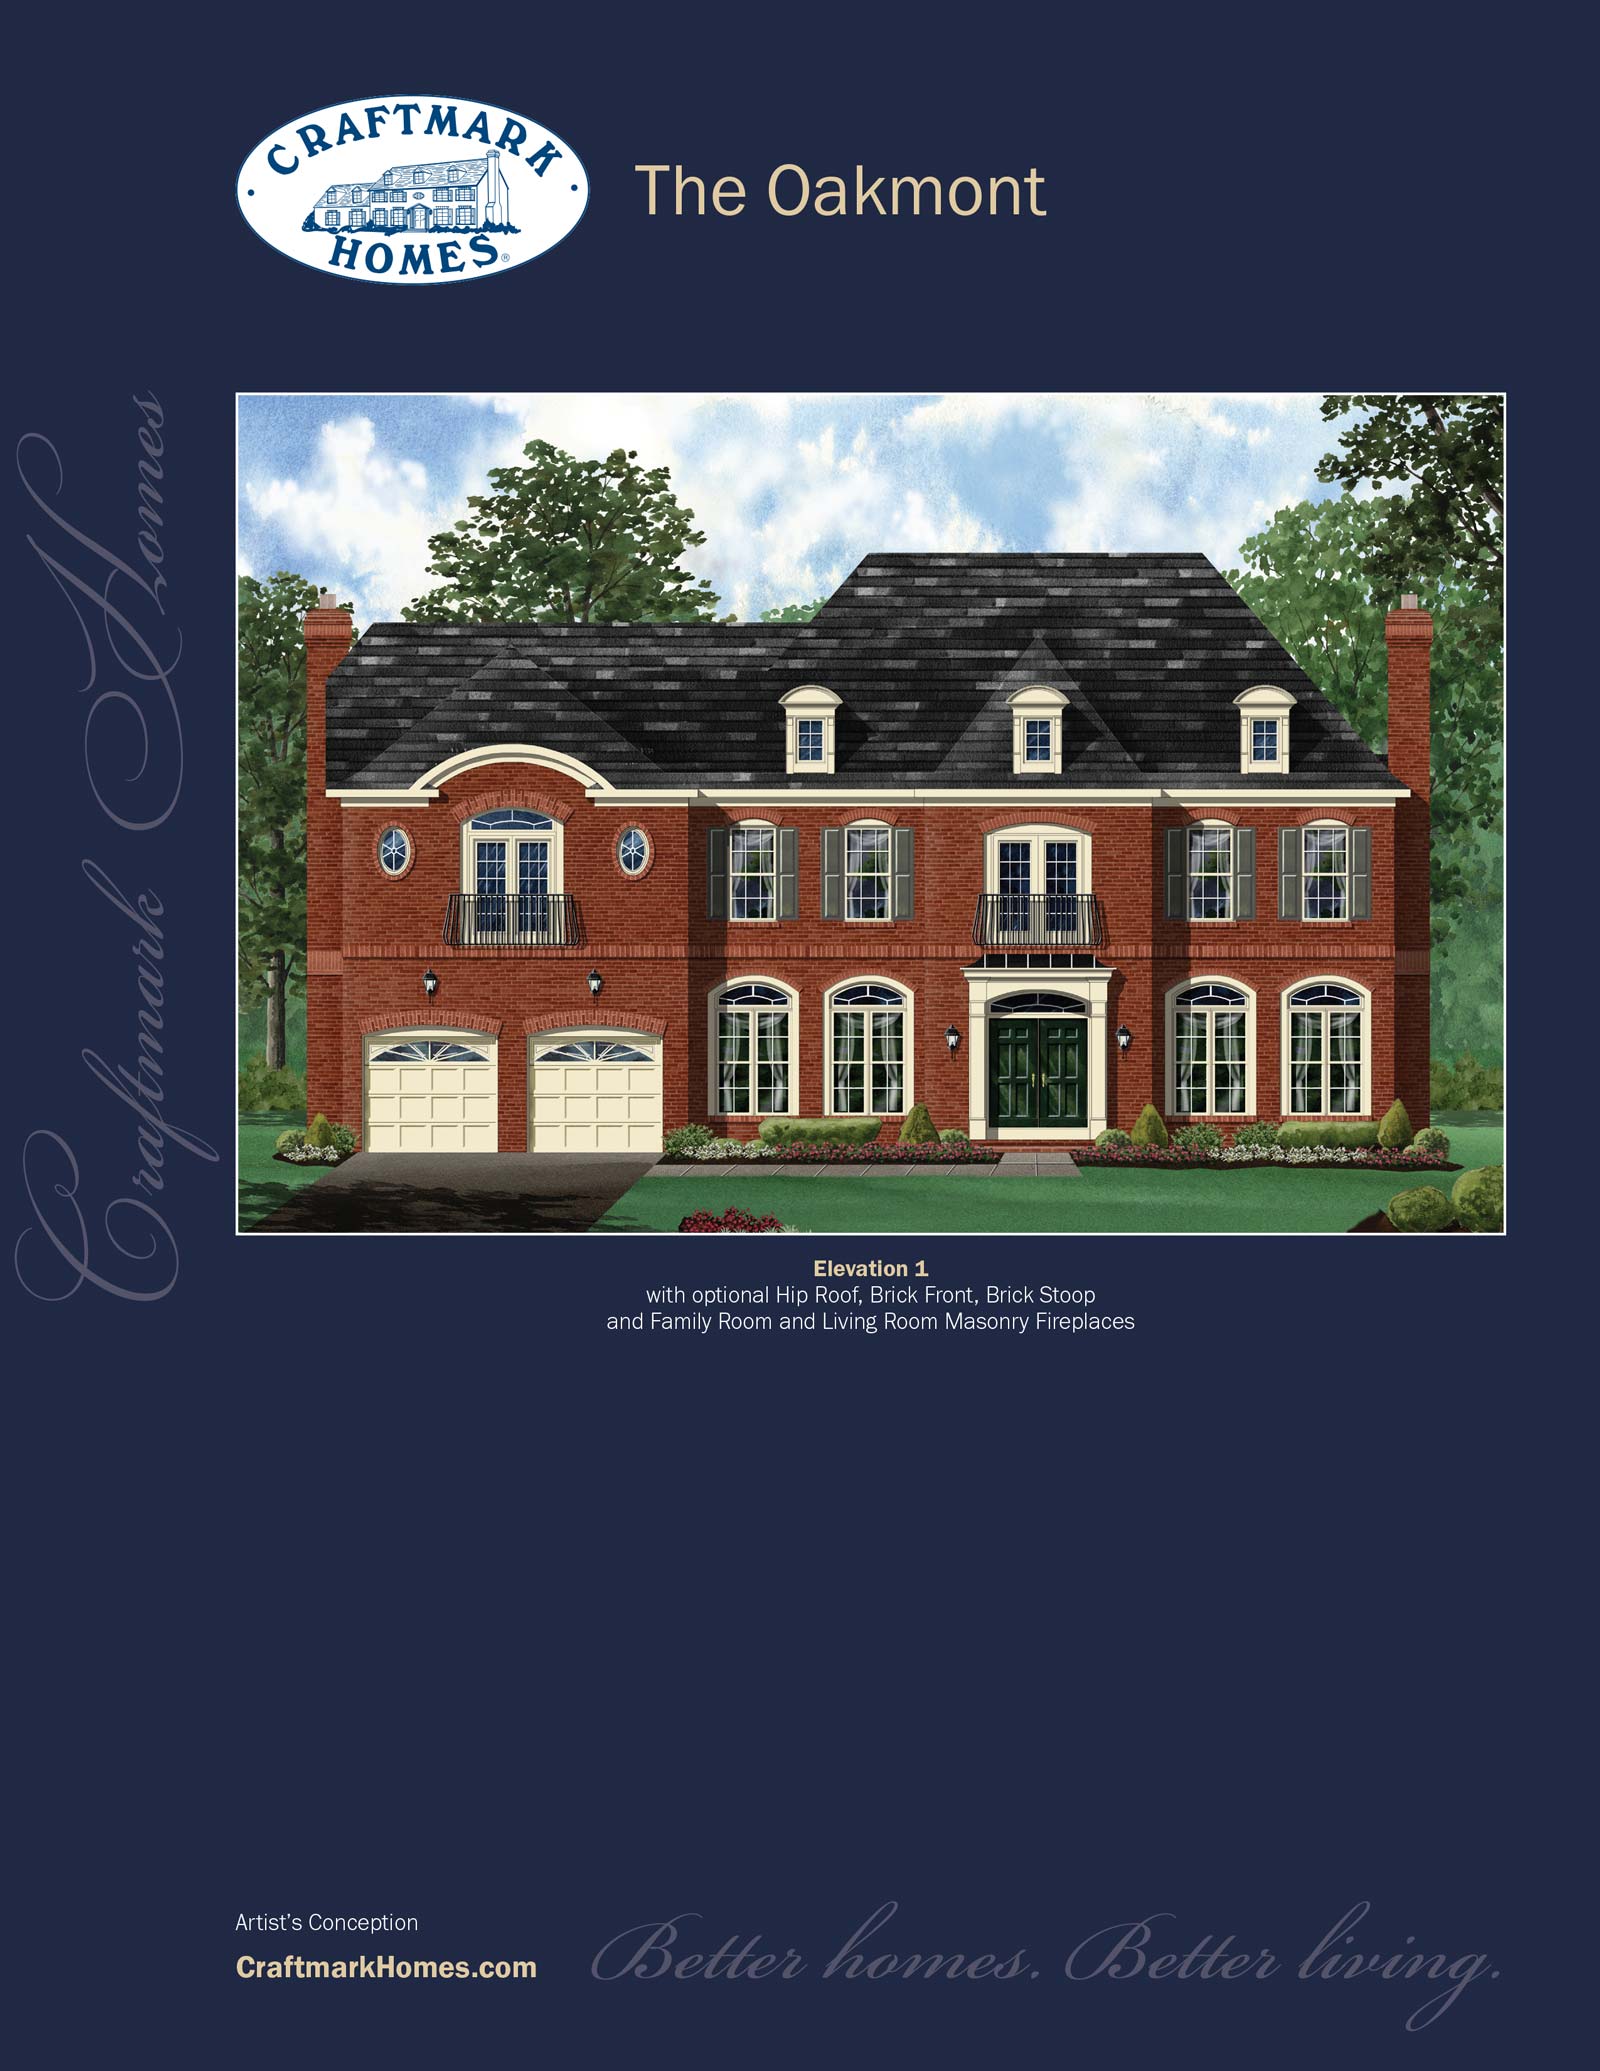 CRAFTMARK
HOMES®
The Oakmont
Craftmark Homes
Elevation 1
with optional Hip Roof, Brick Front, Brick Stoop
and Family Room and Living Room Masonry Fireplaces
Artist’s Conception
CraftmarkHomes.com
Better homes. Better living.